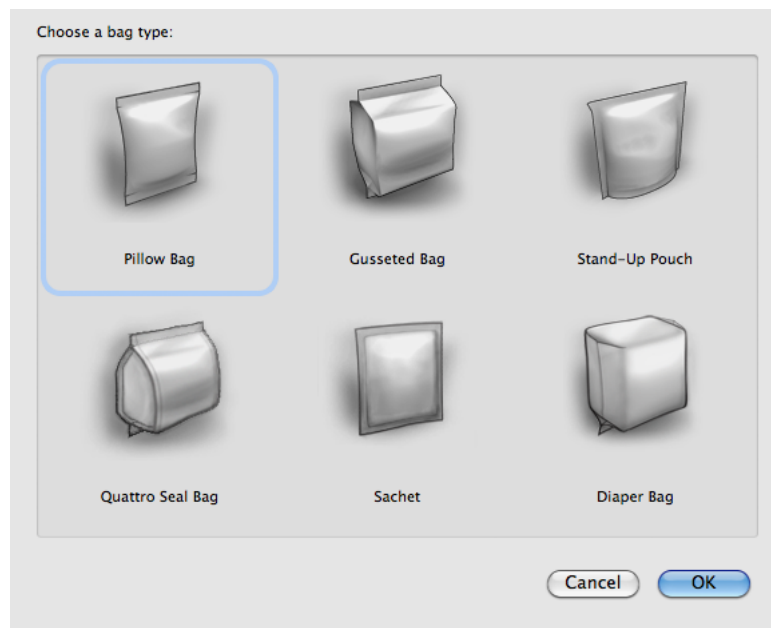 Choose a bag type:
Pillow Bag
Gusseted Bag
Stand-Up Pouch
Quattro Seal Bag
Sachet
Diaper Bag
Cancel
OK